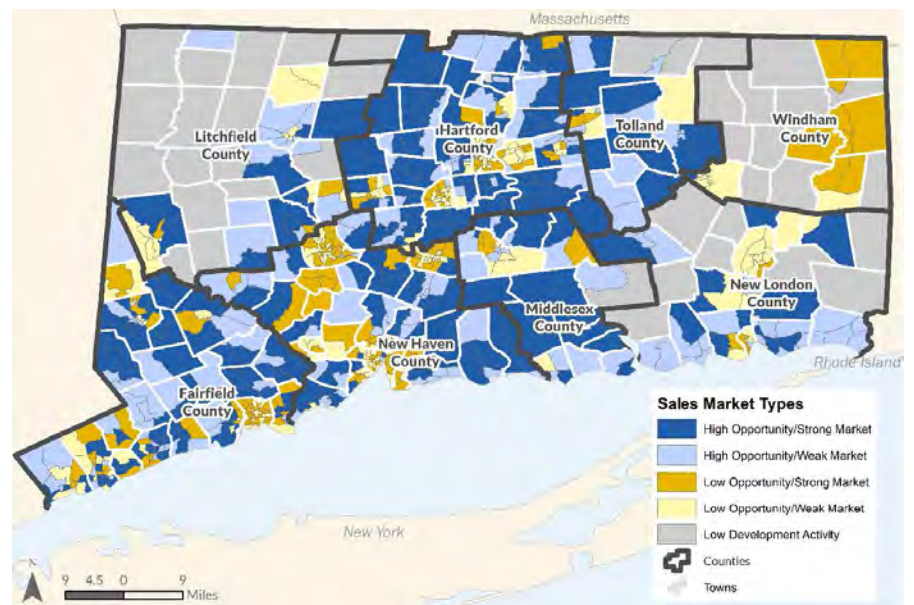 Massachusetts
Litchfield
County
Hartford
County
Tolland
County
Windham
County
New London
County
Middlesex
County
New Haven
County
Fairfield
County
Rhode Island
New York
Sales Market Types
High Opportunity/Strong Market
High Opportunity/Weak Market
Low Opportunity/Strong Market
Low Opportunity/Weak Market
Low Development Activity
Counties
Towns
N
9 4.5 0 9
Miles